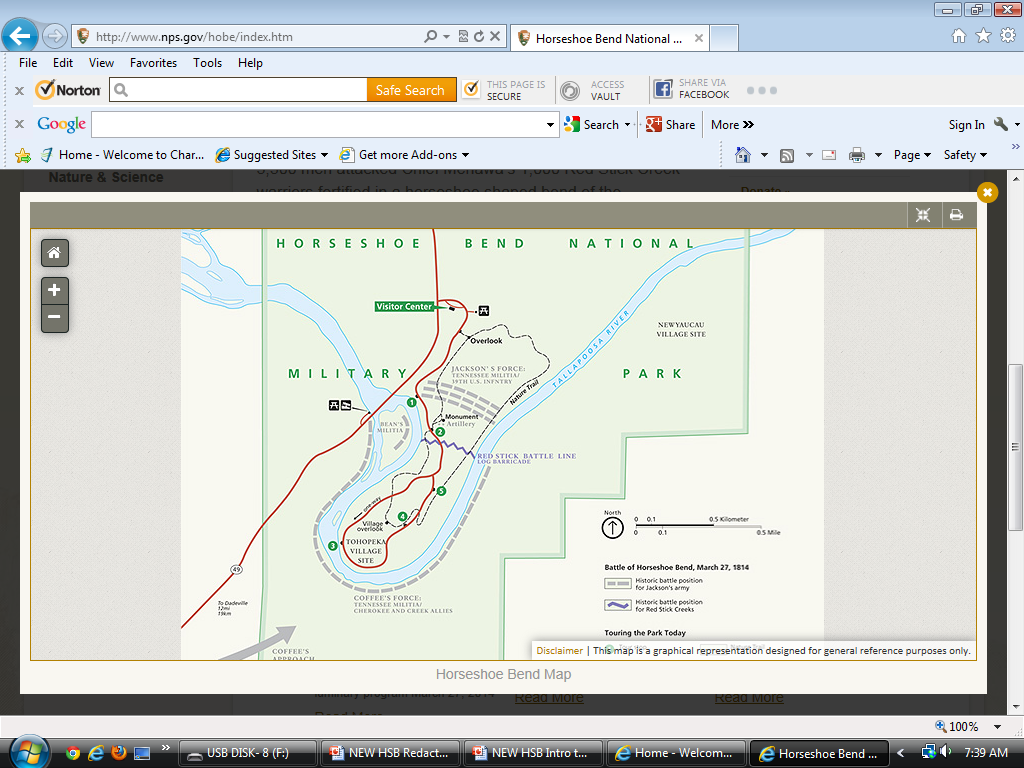 http://www.nps.gov/hobe/index.htm
Horseshoe Bend National ...
File Edit View Favorites Tools Help
Norton
Safe Search
THIS PAGE IS
SECURE
ACCESS
VAULT
SHARE VIA
FACEBOOK
Google
Search
Share
More
Sign In
Home - Welcome to Char...
Suggested Sites
Get more Add-ons
Page
Safety
Nature & Science
HORSESHOE BEND NATIONAL
MILITARY PARK
Visitor Center
Overlook
NEWYAUCAU
VILLAGE SITE
TALLAPOOSA RIVER
JACKSON'S FORCE:
TENNESSEE MILITIA/
39TH U.S. INFNTRY
Nature Trail
1
BEAN'S
MILITIA
Monument
Artillery
2
RED STICK BATTLE LINE
LOG BARRICADE
5
one-way
4
Village
overlook
3
TOHOPEKA
VILLAGE
SITE
North
0 0.1 0.5 Kilometer
0 0.1 0.5 Mile
49
Battle of Horseshoe Bend, March 27, 1814
Historic battle position
for Jackson's army
Historic battle position
for Red Stick Creeks
Touring the Park Today
COFFEE'S FORCE:
TENNESSEE MILITIA/
CHEROKEE AND CREEK ALLIES
To Dadeville
12mi
19km
COFFEE'S
APPROACH
Disclaimer | This map is a graphical representation designed for general reference purposes only.
Horseshoe Bend Map
Read More
Read More
100%
USB DISK- 8 (F:)
NEW HSB Redact...
NEW HSB Intro t...
Home - Welcom...
Horseshoe Bend ...
7:39 AM